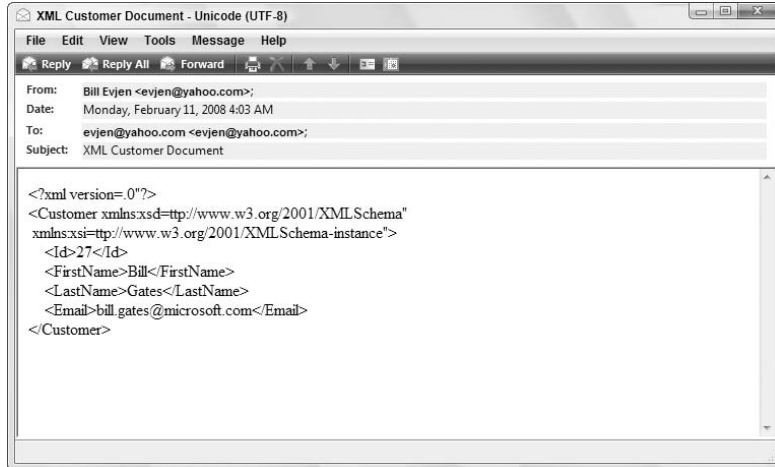 XML Customer Document - Unicode (UTF-8)
File Edit View Tools Message Help
Reply Reply All Forward
From: Bill Evjen <evjen@yahoo.com>;
Date: Monday, February 11, 2008 4:03 AM
To: evjen@yahoo.com <evjen@yahoo.com>;
Subject: XML Customer Document
<?xml version=.0"?>
<Customer xmlns:xsd=ttp://www.w3.org/2001/XMLSchema"
xmlns:xsi=ttp://www.w3.org/2001/XMLSchema-instance">
<Id>27</Id>
<FirstName>Bill</FirstName>
<LastName>Gates</LastName>
<Email>bill.gates@microsoft.com</Email>
</Customer>